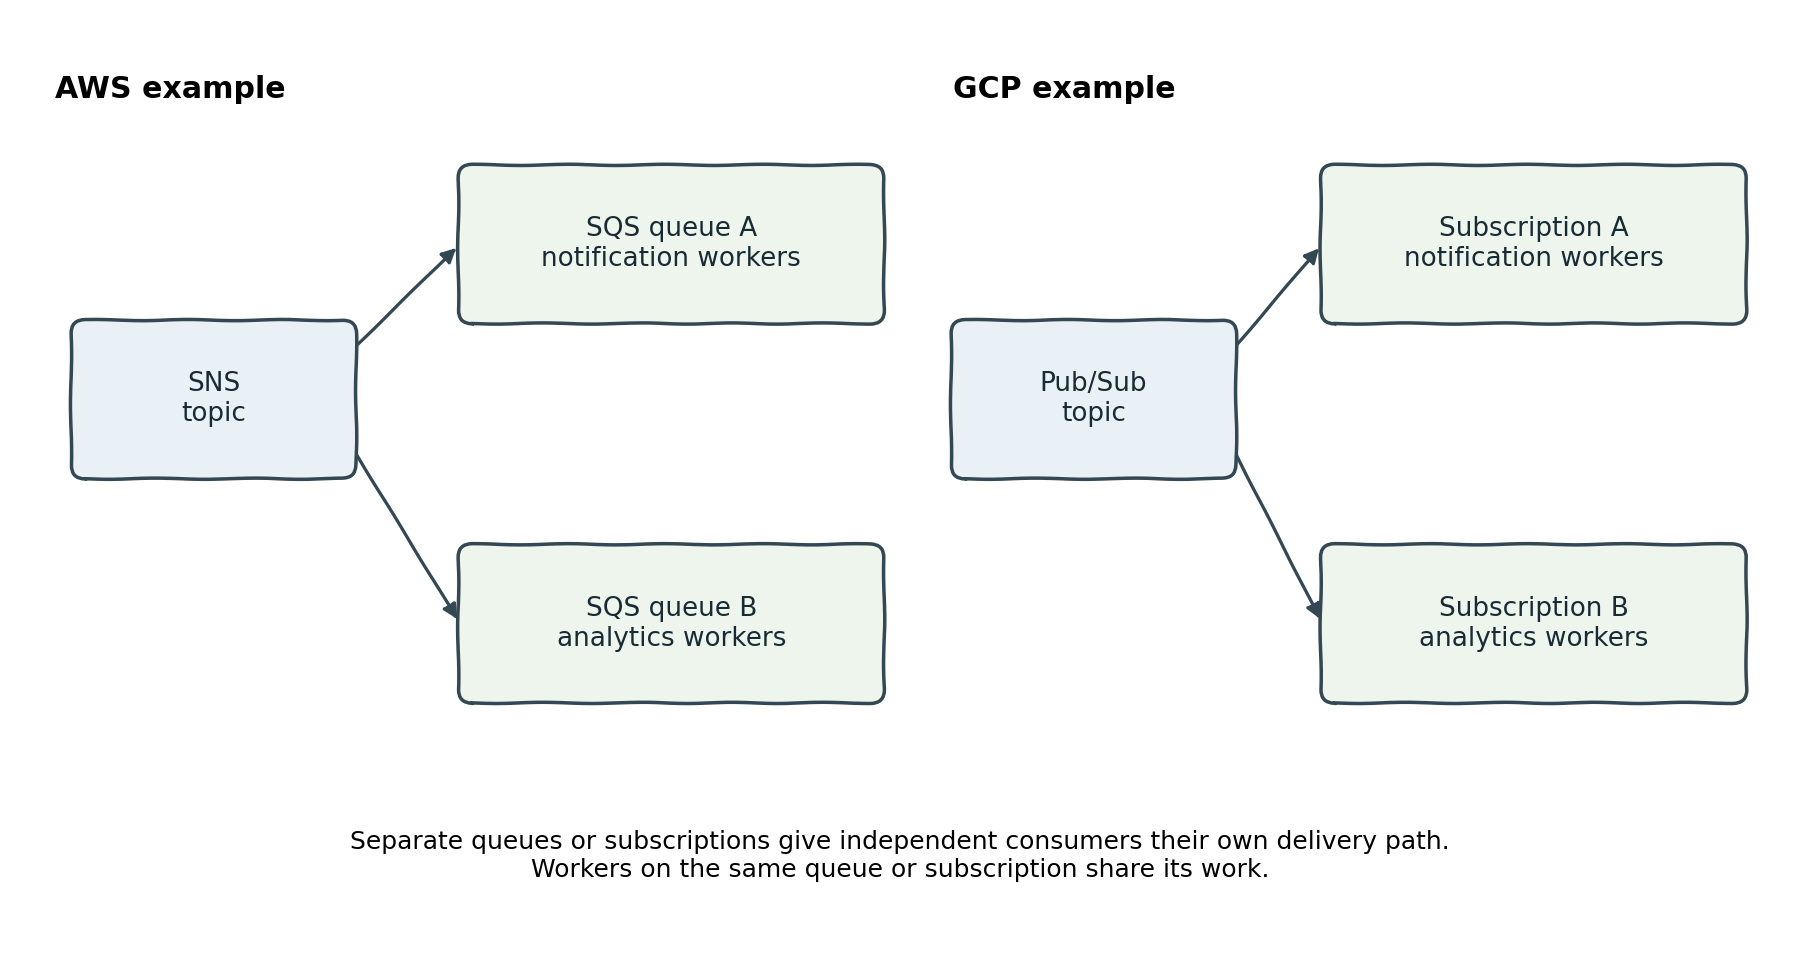 AWS example
SQS queue A
notification workers
SNS
topic
SQS queue B
analytics workers
GCP example
Subscription A
notification workers
Pub/Sub
topic
Subscription B
analytics workers
Separate queues or subscriptions give independent consumers their own delivery path.
Workers on the same queue or subscription share its work.